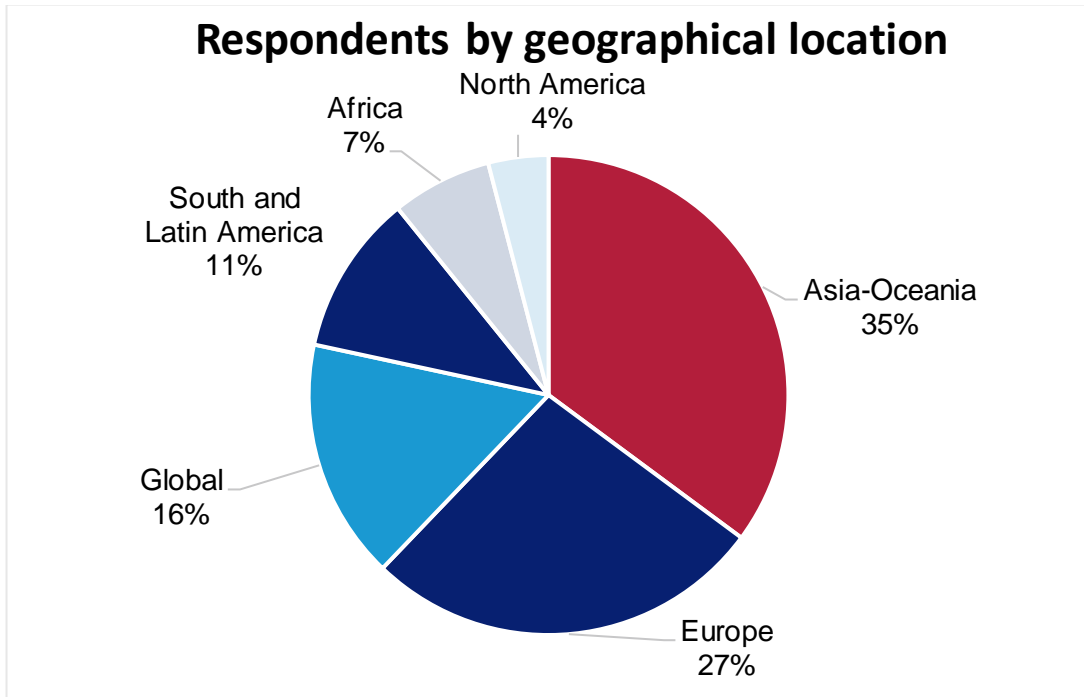 Respondents by geographical location
North America
4%
Africa
7%
South and
Latin America
11%
Asia-Oceania
35%
Global
16%
Europe
27%